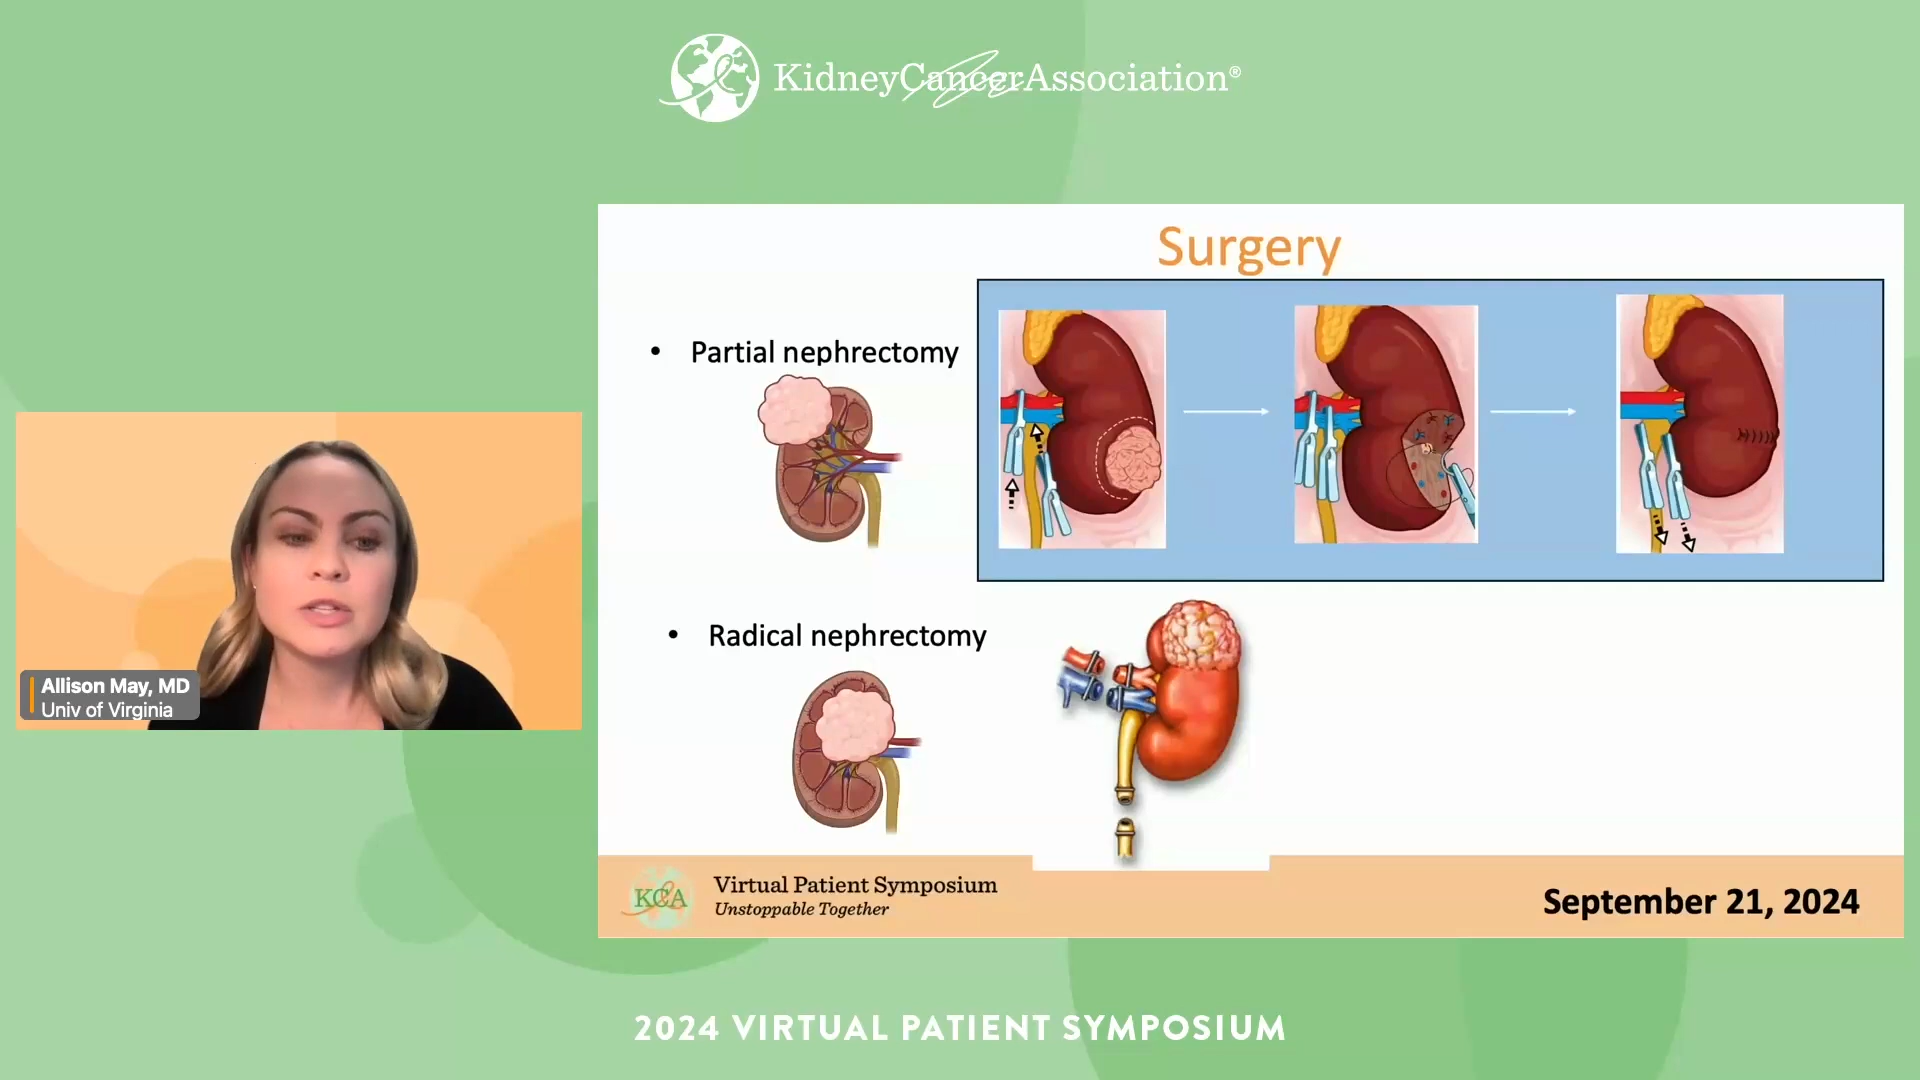 KidneyCancerAssociation®
Surgery
• Partial nephrectomy
• Radical nephrectomy
Allison May, MD
Univ of Virginia
KCA
Virtual Patient Symposium
Unstoppable Together
September 21, 2024
2024 VIRTUAL PATIENT SYMPOSIUM